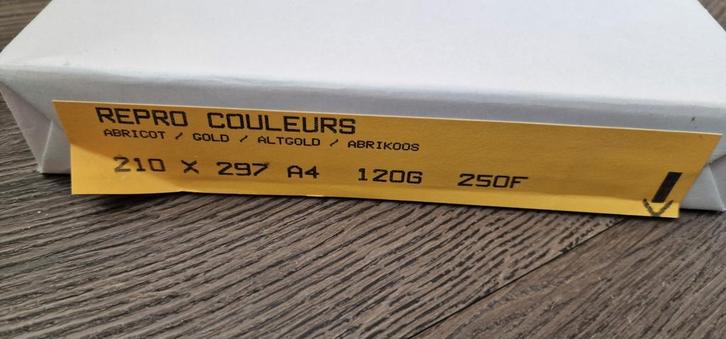 REPRO COULEURS
ABRICOT / GOLD / ALTGOLD / ABRIKOOS
210 X 297 A4 120G 250F